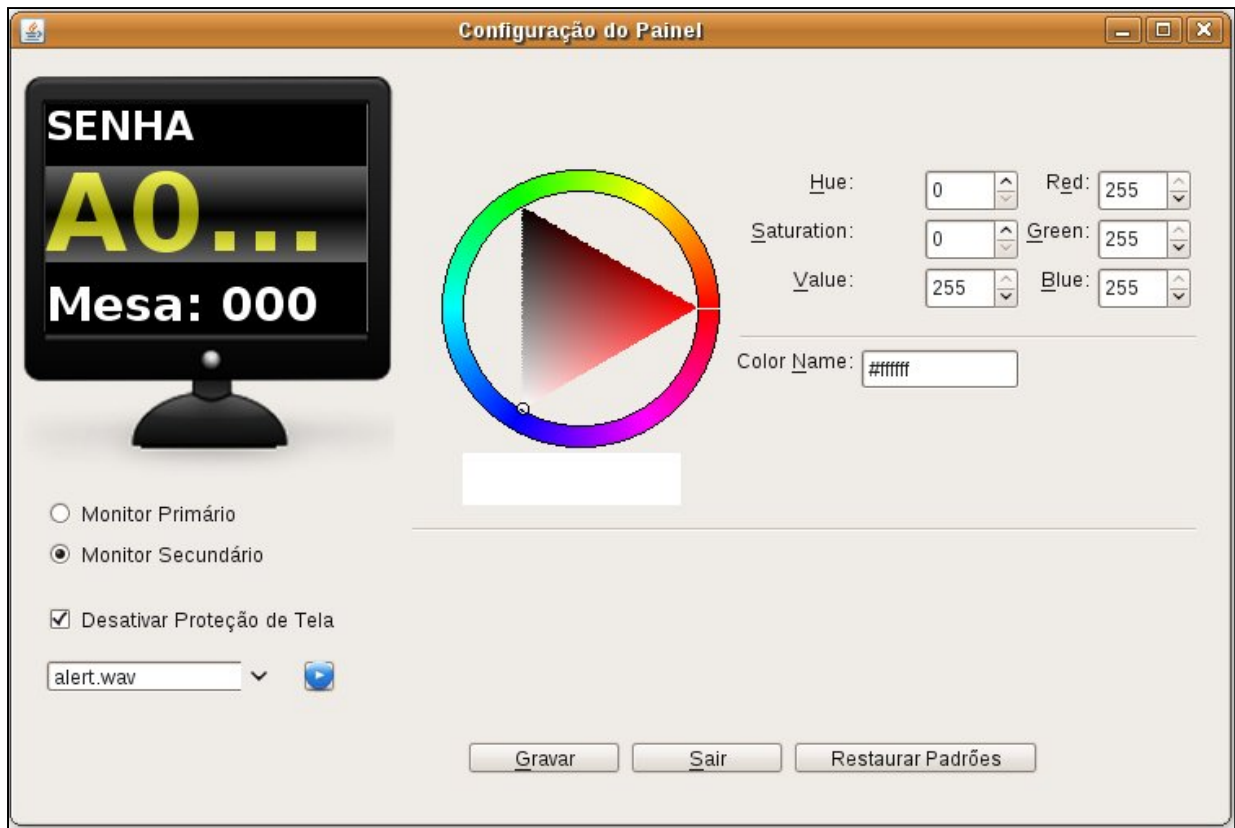 Configuração do Painel
SENHA
A0...
Mesa: 000
Hue: 0 Red: 255
Saturation: 0 Green: 255
Value: 255 Blue: 255
Color Name: #ffffff
Monitor Primário
Monitor Secundário
Desativar Proteção de Tela
alert.wav
Gravar Sair Restaurar Padrões